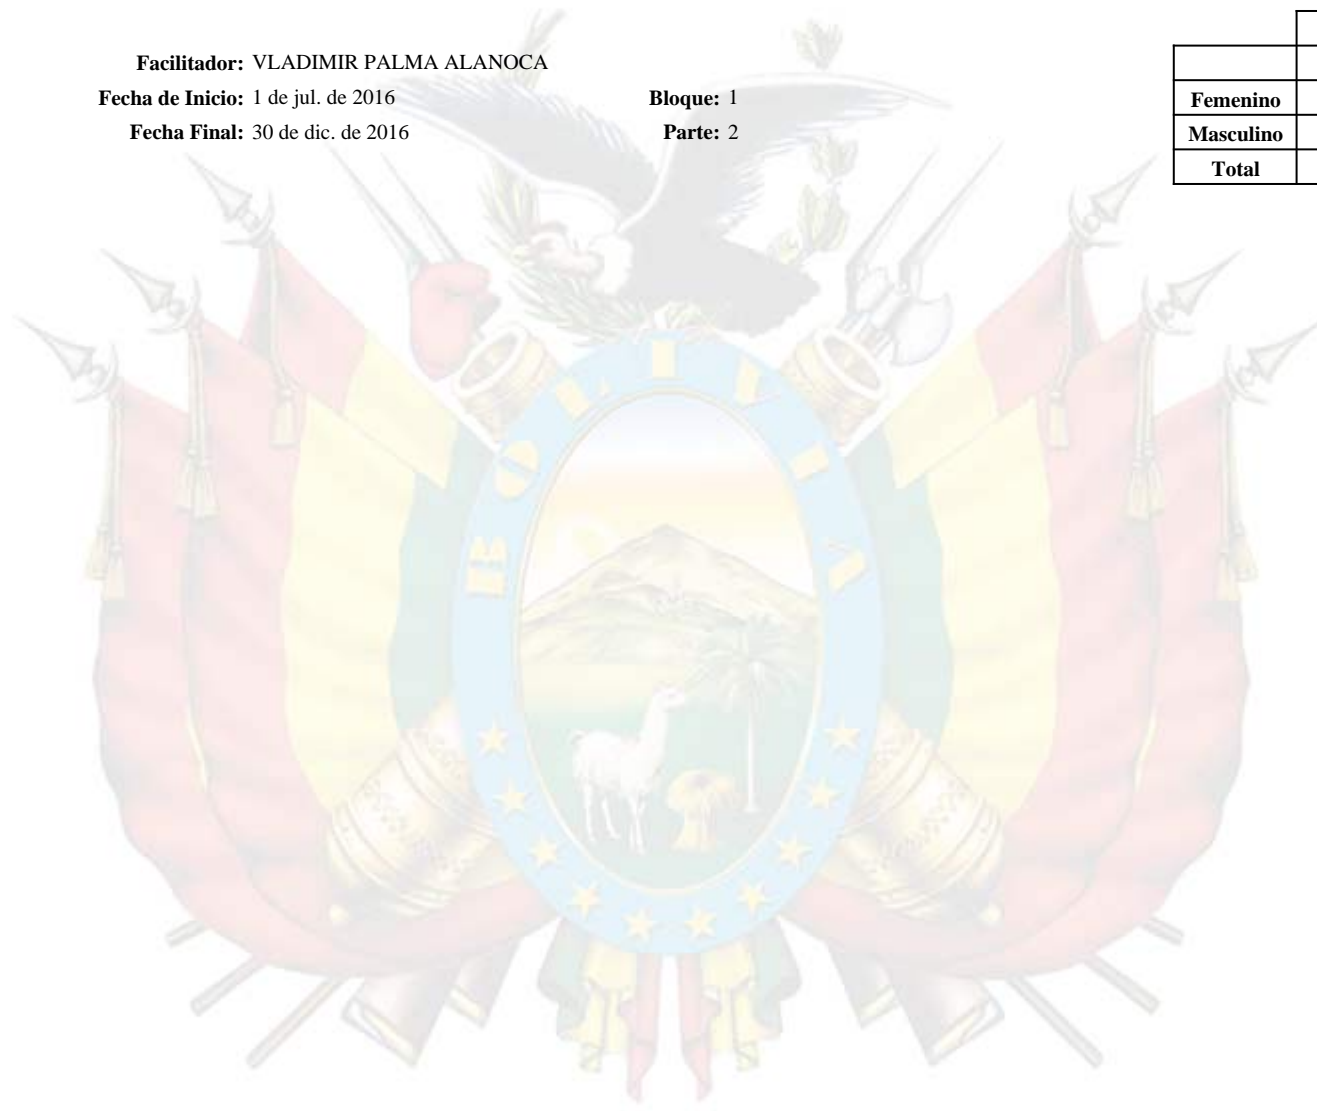 Facilitador: VLADIMIR PALMA ALANOCA
Fecha de Inicio: 1 de jul. de 2016 Bloque: 1
Fecha Final: 30 de dic. de 2016 Parte: 2
Femenino
Masculino
Total
BOLIVIA